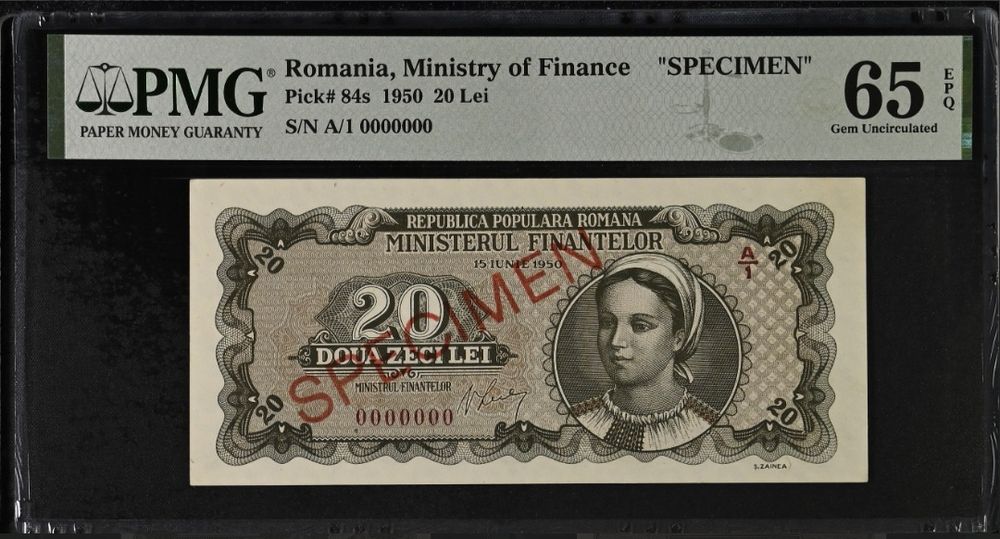 PMG®
PAPER MONEY GUARANTY
Romania, Ministry of Finance "SPECIMEN"
Pick# 84s 1950 20 Lei
S/N A/1 0000000
65
EPQ
Gem Uncirculated
REPUBLICA POPULARA ROMANA
MINISTERUL FINANTELOR
15 IUNIE 1950
A
1
20
20
20
DOUA ZECI LEI
MINISTRUL FINANTELOR
0000000
SPECIMEN
20
20
S.ZAINEA